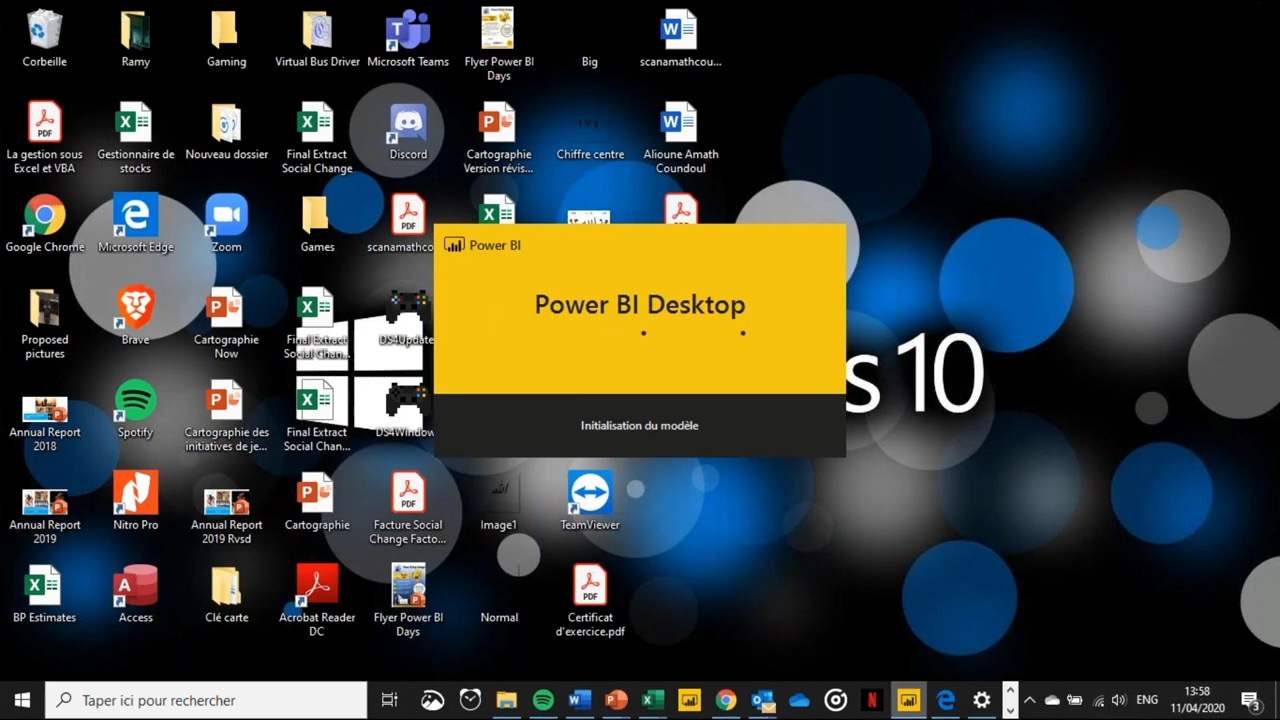 Corbeille
Ramy
Gaming
Virtual Bus Driver
Microsoft Teams
Flyer Power BI
Days
Big
scanamathcou...
La gestion sous
Excel et VBA
Gestionnaire de
stocks
Nouveau dossier
Final Extract
Social Change
Discord
Cartographie
Version révis...
Chiffre centre
Alioune Amath
Coundoul
Google Chrome
Microsoft Edge
Zoom
Games
scanamathco
Power BI
Power BI Desktop
Initialisation du modèle
Proposed
pictures
Brave
Cartographie
Now
Final Extract
Social Chan...
DS4Update
s 10
Annual Report
2018
Spotify
Cartographie des
initiatives de je...
Final Extract
Social Chan...
DS4Window
Annual Report
2019
Nitro Pro
Annual Report
2019 Rvsd
Cartographie
Facture Social
Change Facto...
الله
Image1
TeamViewer
BP Estimates
Access
Clé carte
Acrobat Reader
DC
Flyer Power BI
Days
Normal
Certificat
d'exercice.pdf
Taper ici pour rechercher
ENG
13:58
11/04/2020
3